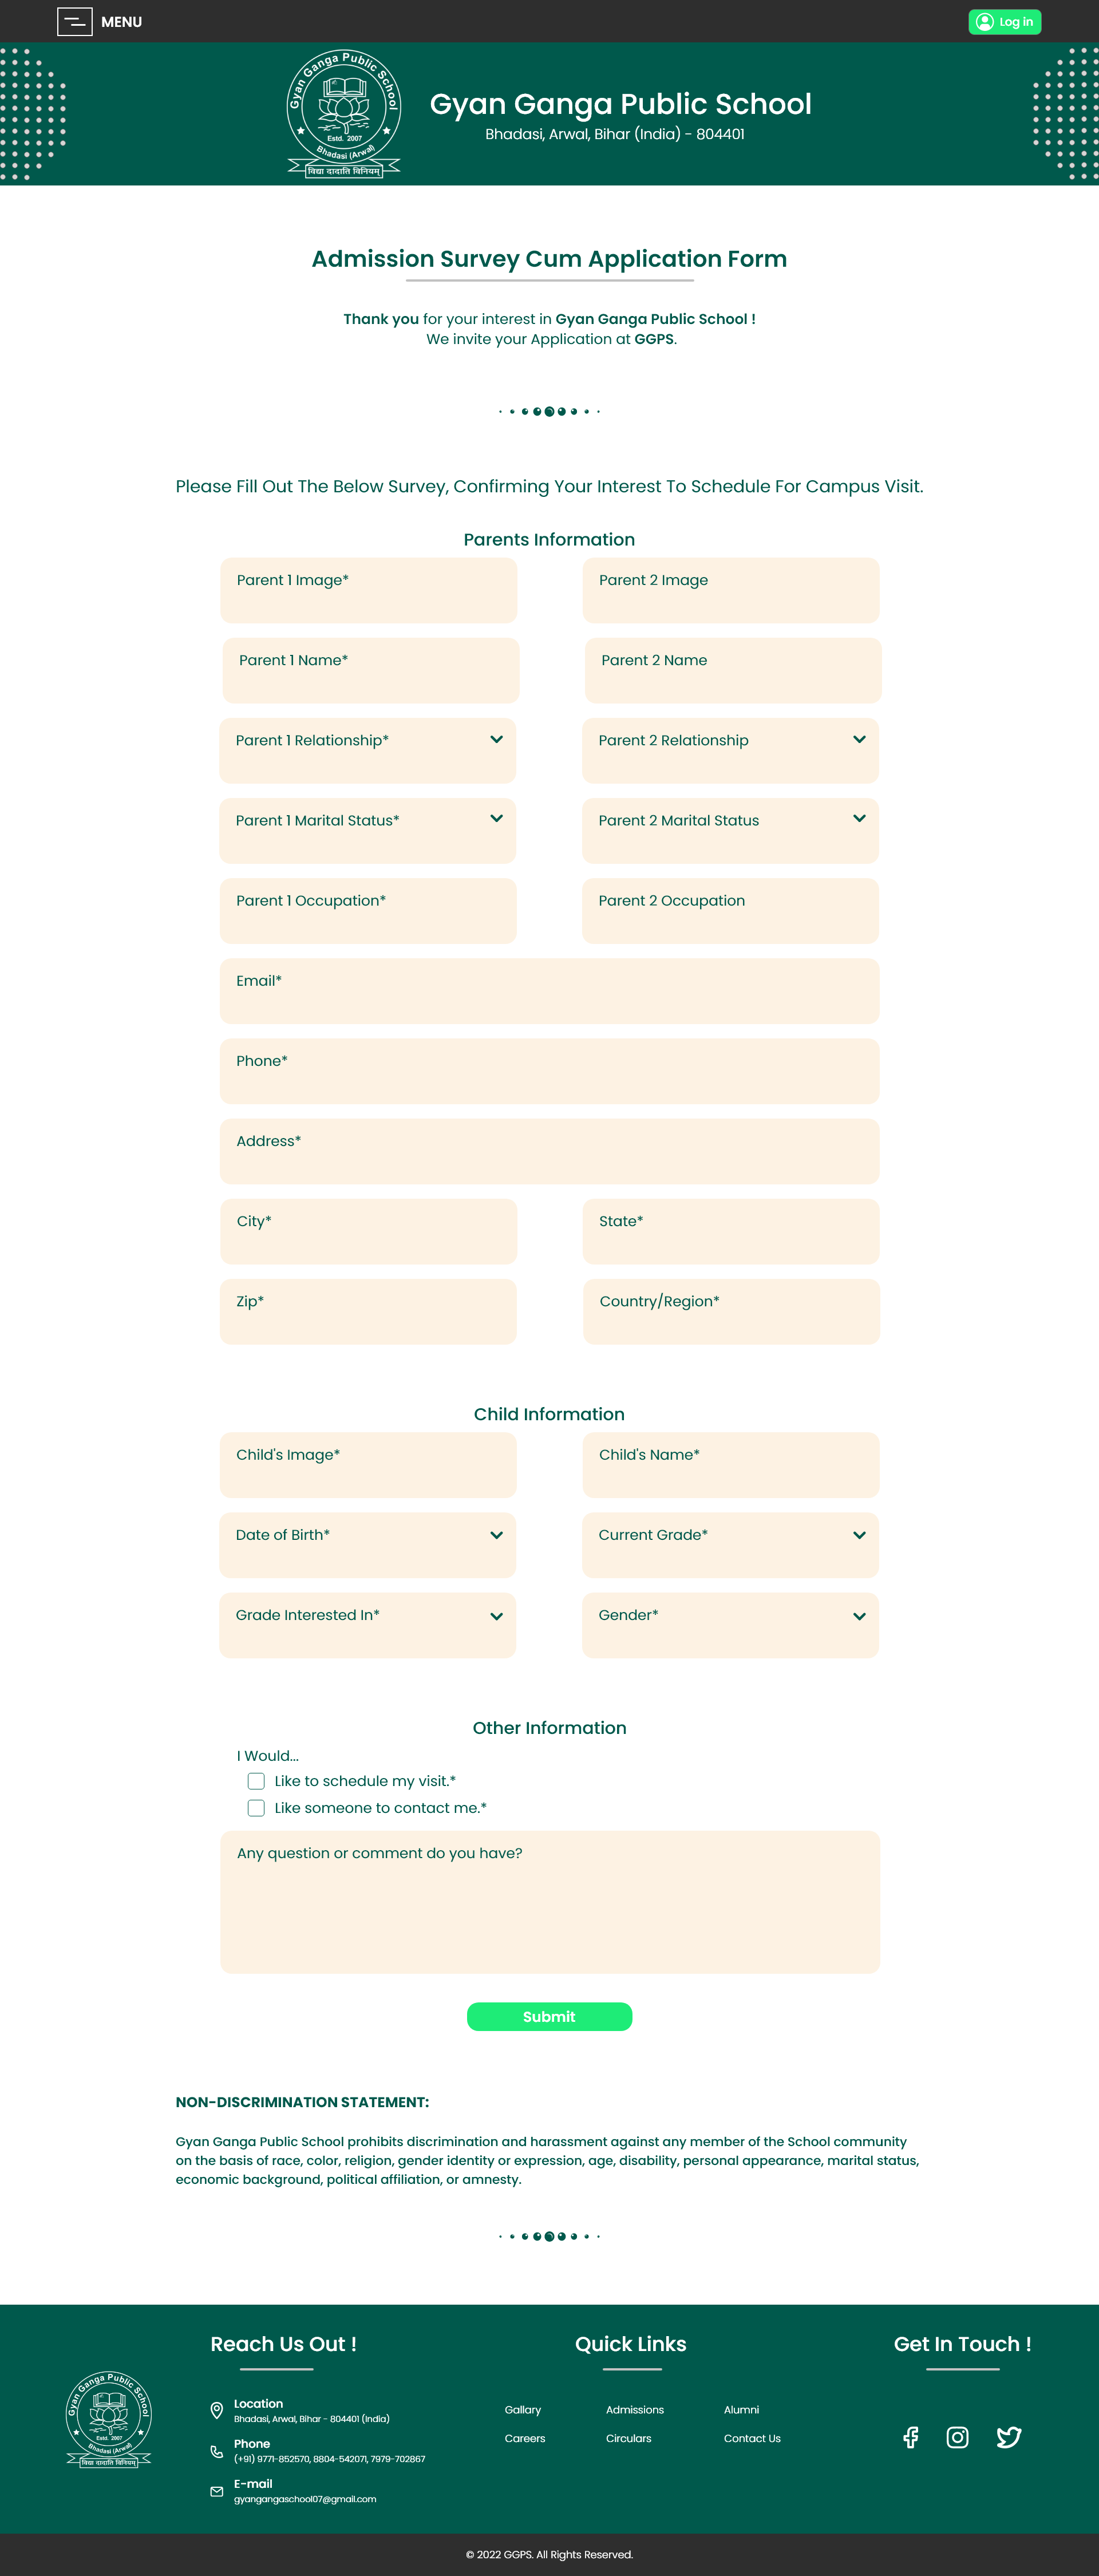 MENU
Log in
Gyan Ganga Public School
Estd. 2007
Bhadasi (Arwal)
विद्या दादाति विनियम्
Gyan Ganga Public School
Bhadasi, Arwal, Bihar (India) - 804401
Admission Survey Cum Application Form
Thank you for your interest in Gyan Ganga Public School !
We invite your Application at GGPS.
Please Fill Out The Below Survey, Confirming Your Interest To Schedule For Campus Visit.
Parents Information
Parent 1 Image*
Parent 2 Image
Parent 1 Name*
Parent 2 Name
Parent 1 Relationship*
Parent 2 Relationship
Parent 1 Marital Status*
Parent 2 Marital Status
Parent 1 Occupation*
Parent 2 Occupation
Email*
Phone*
Address*
City*
State*
Zip*
Country/Region*
Child Information
Child's Image*
Child's Name*
Date of Birth*
Current Grade*
Grade Interested In*
Gender*
Other Information
I Would...
Like to schedule my visit.*
Like someone to contact me.*
Any question or comment do you have?
Submit
NON-DISCRIMINATION STATEMENT:
Gyan Ganga Public School prohibits discrimination and harassment against any member of the School community
on the basis of race, color, religion, gender identity or expression, age, disability, personal appearance, marital status,
economic background, political affiliation, or amnesty.
Gyan Ganga Public School
Estd. 2007
Bhadasi (Arwal)
विद्या दादाति विनियम्
Reach Us Out !
Location
Bhadasi, Arwal, Bihar - 804401 (India)
Phone
(+91) 9771-852570, 8804-542071, 7979-702867
E-mail
gyangangaschool07@gmail.com
Quick Links
Gallary
Admissions
Alumni
Careers
Circulars
Contact Us
Get In Touch !
© 2022 GGPS. All Rights Reserved.